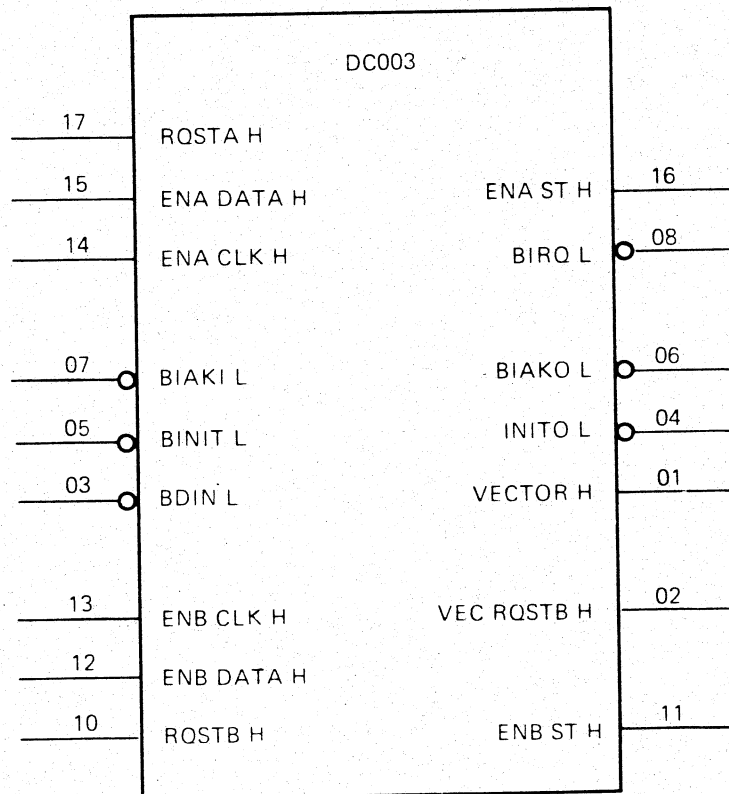 DC003
17 RQSTA H
15 ENA DATA H
ENA ST H 16
14 ENA CLK H
BIRQ L 08
07 BIAKI L
BIAKO L 06
05 BINIT L
INITO L 04
03 BDIN L
VECTOR H 01
13 ENB CLK H
VEC RQSTB H 02
12 ENB DATA H
10 RQSTB H
ENB ST H 11